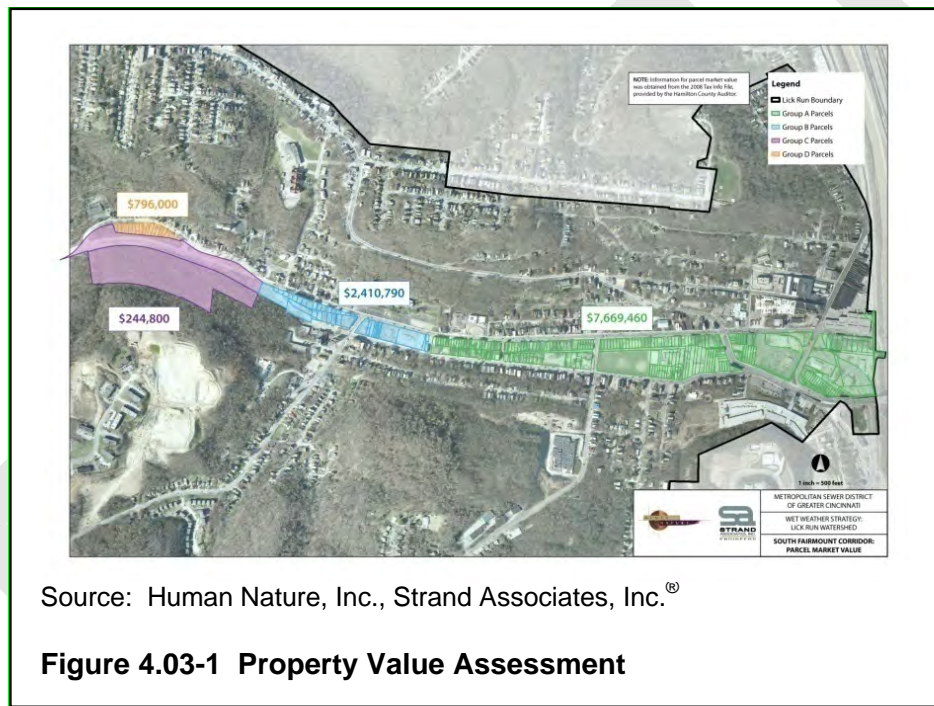 NOTE: Information for parcel market value
was obtained from the 2008 Tax Info File,
provided by the Hamilton County Auditor.
Legend
Lick Run Boundary
Group A Parcels
Group B Parcels
Group C Parcels
Group D Parcels
$796,000
$2,410,790
$7,669,460
$244,800
1 inch = 500 feet
STRAND
ASSOCIATES, INC.
ENGINEERS
METROPOLITAN SEWER DISTRICT
OF GREATER CINCINNATI
WET WEATHER STRATEGY:
LICK RUN WATERSHED
SOUTH FAIRMOUNT CORRIDOR:
PARCEL MARKET VALUE
Source: Human Nature, Inc., Strand Associates, Inc.®
Figure 4.03-1 Property Value Assessment